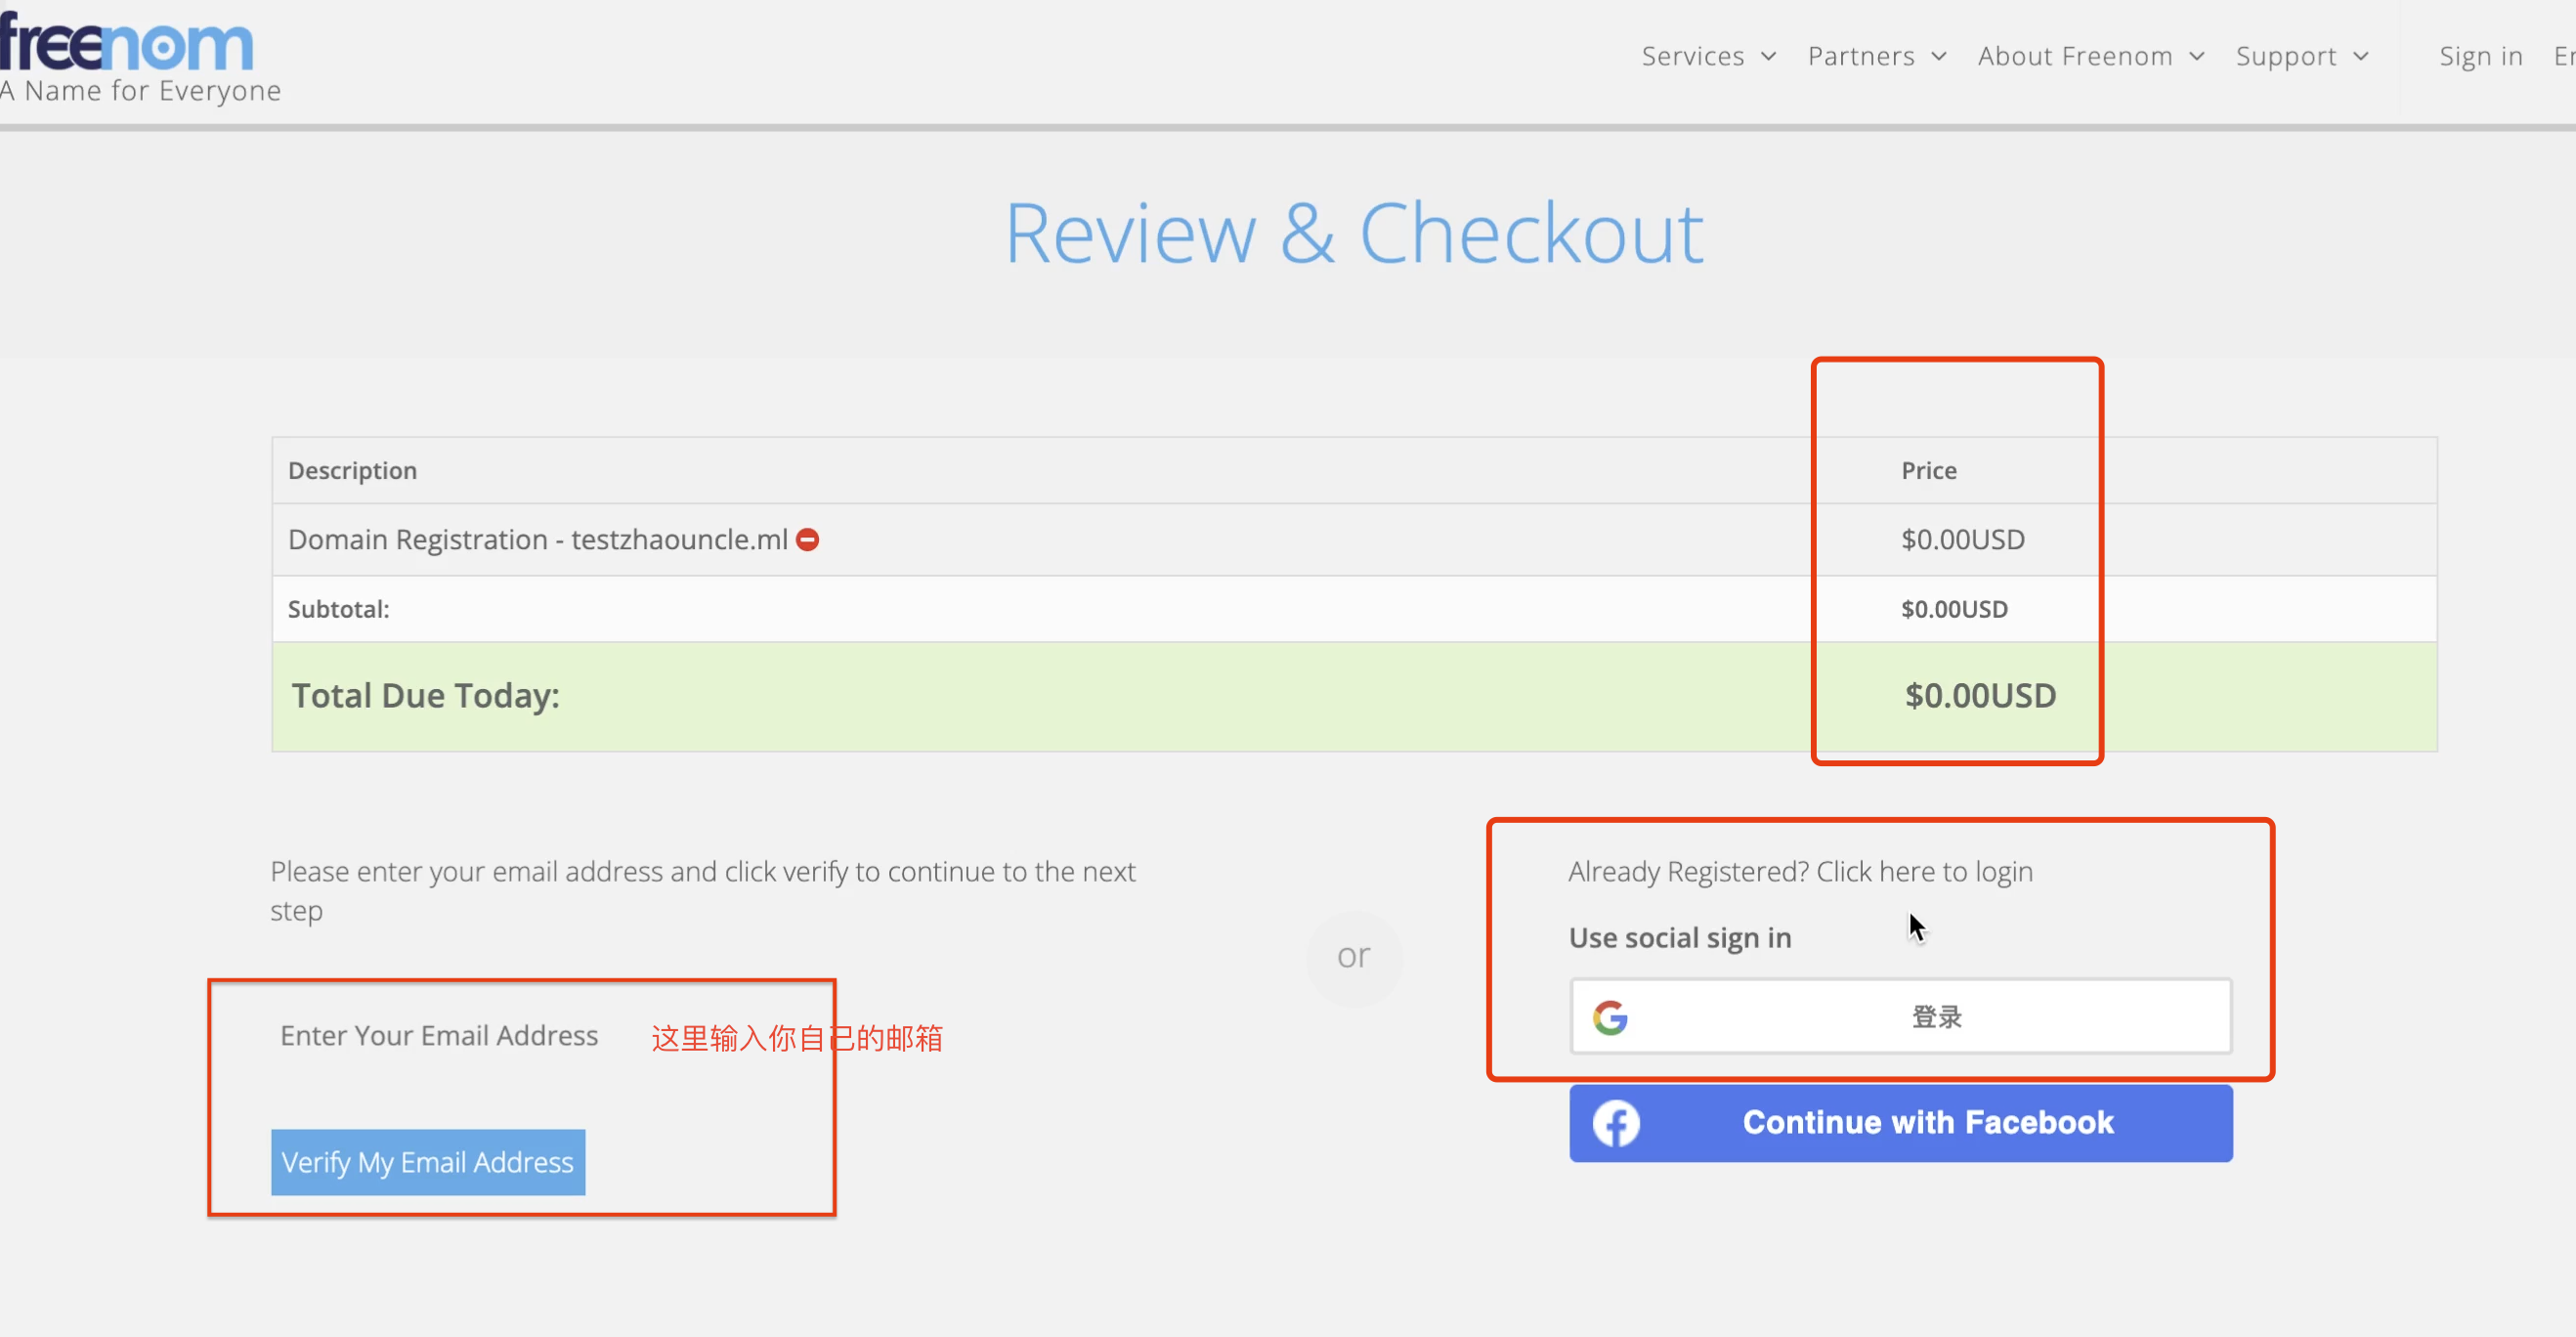 freenom
A Name for Everyone
Services Partners About Freenom Support Sign in
Review & Checkout
Description Price
Domain Registration - testzhaouncle.ml $0.00USD
Subtotal: $0.00USD
Total Due Today: $0.00USD
Please enter your email address and click verify to continue to the next
step
Enter Your Email Address 这里输入你自己的邮箱
Verify My Email Address
or
Already Registered? Click here to login
Use social sign in
登录
Continue with Facebook